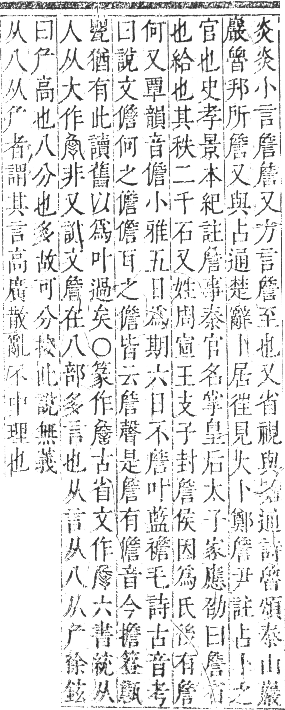 炎炎小言詹詹又方言詹至也又省視與瞻通詩魯頌泰山巖
巖魯邦所詹又與占通楚辭卜居往見太卜鄭詹尹註占卜之
官也史孝景本紀註詹事秦官名掌皇后太子家應劭曰詹省
也給也其秩二千石又姓周宣王支子封詹侯因爲氏後有詹
何又覃韻音儋小雅五日爲期六日不詹叶藍襜毛詩古音考
曰說文儋何之儋儋耳之儋皆云詹聲是詹有儋音今擔簦甔
甖猶有此讀舊以爲叶過矣○篆作詹古省文作六書統从
人从大作非又說文詹在八部多言也从言从八从厃徐鉉
曰厃高也八分也多故可分按此說無義
从八从厃者謂其言高廣散亂不中理也